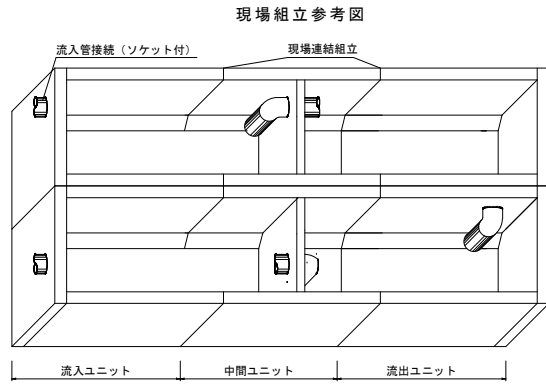 現場組立参考図
流入管接続（ソケット付）
現場連結組立
流入ユニット
中間ユニット
流出ユニット